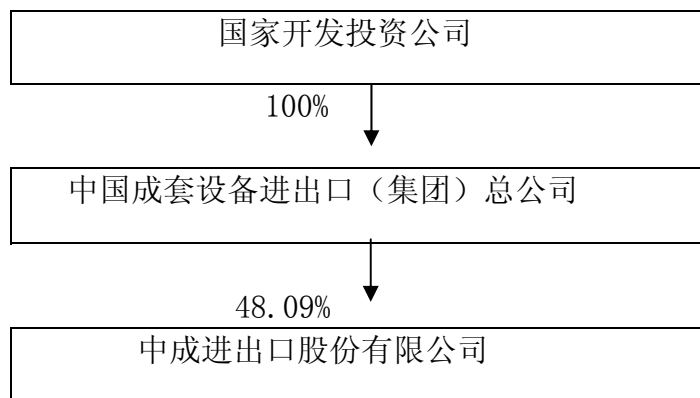 国家开发投资公司
100%
中国成套设备进出口（集团）总公司
48.09%
中成进出口股份有限公司